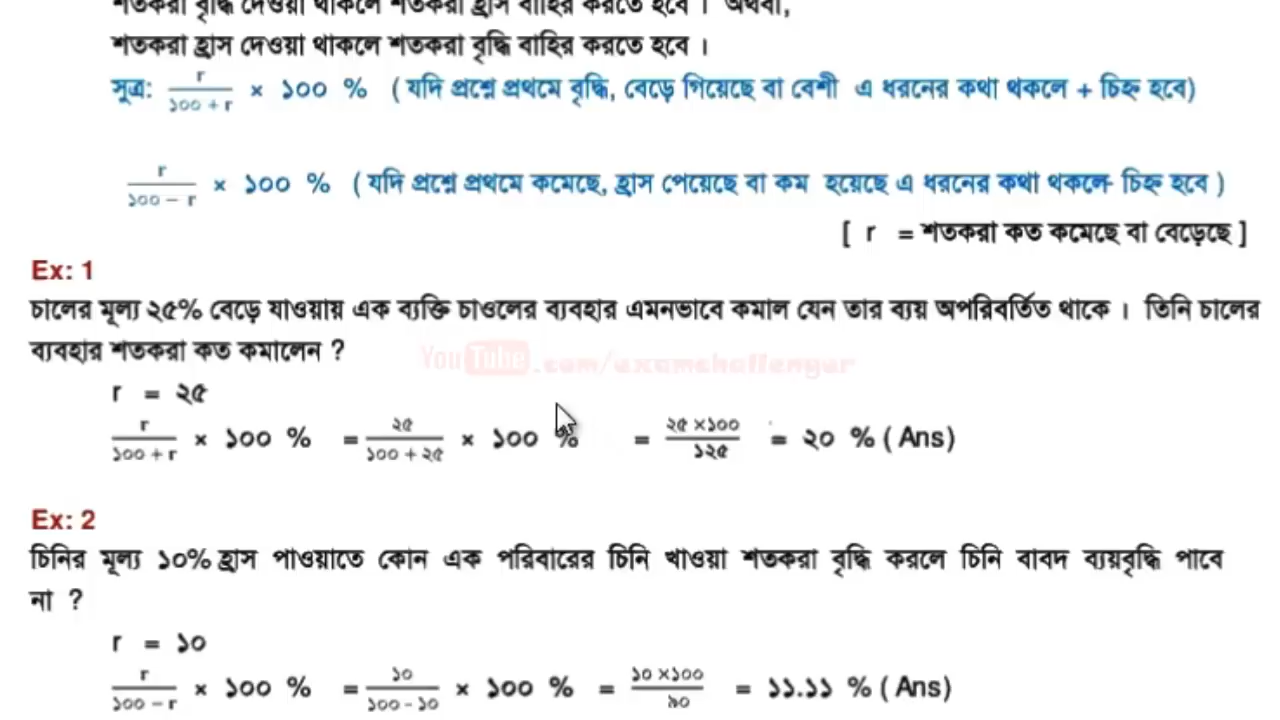 শতকরা বৃদ্ধি দেওয়া থাকলে শতকরা হ্রাস বাহির করতে হবে । অথবা,
শতকরা হ্রাস দেওয়া থাকলে শতকরা বৃদ্ধি বাহির করতে হবে ।
সূত্র: r/১০০ + r × ১০০ % ( যদি প্রশ্নে প্রথমে বৃদ্ধি, বেড়ে গিয়েছে বা বেশী এ ধরনের কথা থকলে + চিহ্ন হবে)
r/১০০ – r × ১০০ % ( যদি প্রশ্নে প্রথমে কমেছে, হ্রাস পেয়েছে বা কম হয়েছে এ ধরনের কথা থকলে- চিহ্ন হবে )
[ r = শতকরা কত কমেছে বা বেড়েছে ]
Ex: 1
চালের মূল্য ২৫% বেড়ে যাওয়ায় এক ব্যক্তি চাওলের ব্যবহার এমনভাবে কমাল যেন তার ব্যয় অপরিবর্তিত থাকে । তিনি চালের
ব্যবহার শতকরা কত কমালেন ?
YouTube.com/examchallenger
r = ২৫
r/১০০ + r × ১০০ % = ২৫/১০০ + ২৫ × ১০০ % = ২৫ ×১০০/১২৫ = ২০ % ( Ans)
Ex: 2
চিনির মূল্য ১০% হ্রাস পাওয়াতে কোন এক পরিবারের চিনি খাওয়া শতকরা বৃদ্ধি করলে চিনি বাবদ ব্যয়বৃদ্ধি পাবে
না ?
r = ১০
r/১০০ – r × ১০০ % = ১০/১০০ - ১০ × ১০০ % = ১০ ×১০০/৯০ = ১১.১১ % ( Ans)